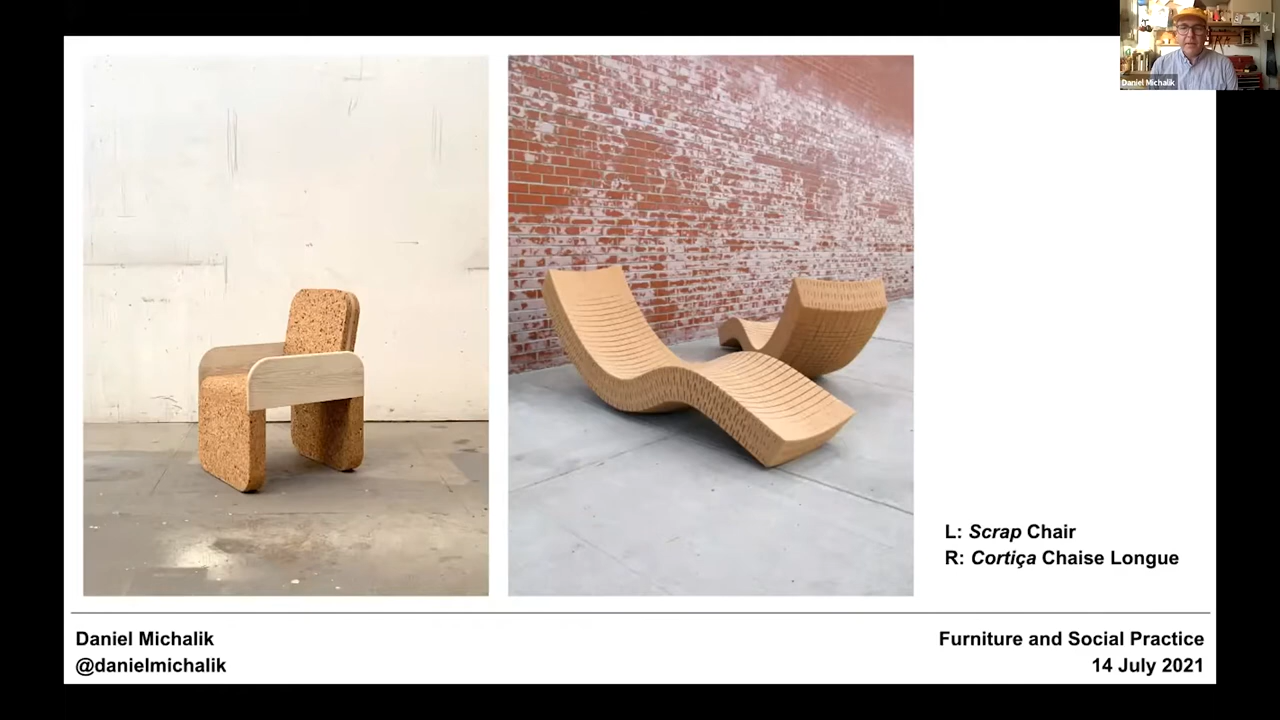 Daniel Michalik
L: Scrap Chair
R: Cortiça Chaise Longue
Daniel Michalik
@danielmichalik
Furniture and Social Practice
14 July 2021